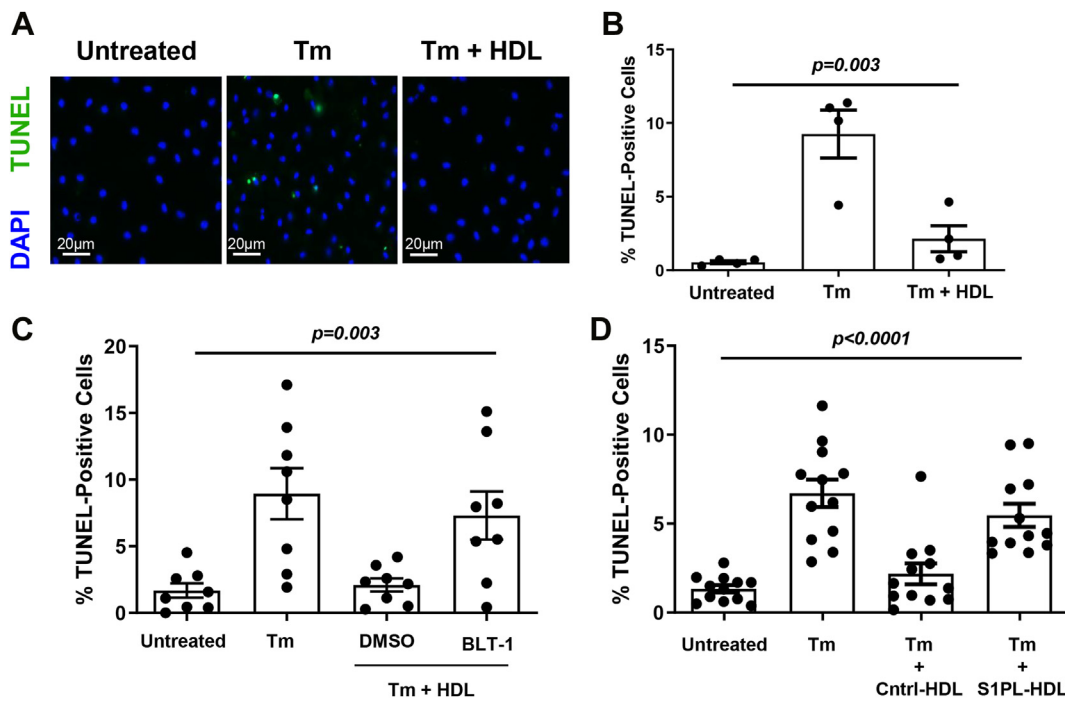 A
Untreated
Tm
Tm + HDL
DAPI TUNEL
20μm
20μm
20μm
B
p=0.003
% TUNEL-Positive Cells
15
10
5
0
Untreated
Tm
Tm + HDL
C
p=0.003
% TUNEL-Positive Cells
20
15
10
5
0
Untreated
Tm
DMSO
BLT-1
Tm + HDL
D
p<0.0001
% TUNEL-Positive Cells
15
10
5
0
Untreated
Tm
Tm
+
Cntrl-HDL
Tm
+
S1PL-HDL